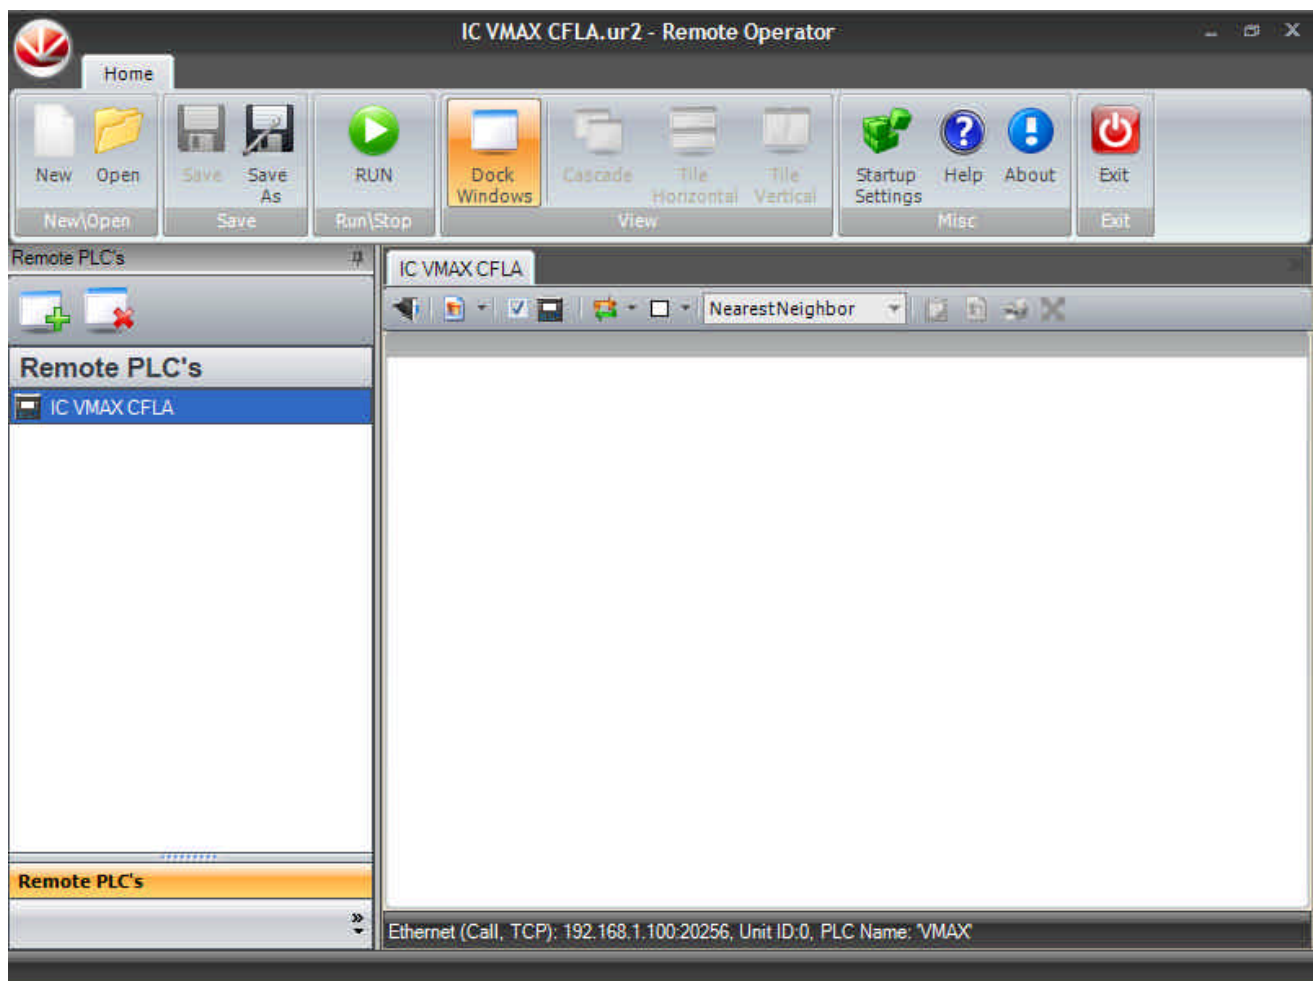 IC VMAX CFLA.ur2 - Remote Operator
Home
New
Open
Save
Save
As
RUN
Dock
Windows
Cascade
Tile
Horizontal
Tile
Vertical
Startup
Settings
Help
About
Exit
New\Open
Save
Run\Stop
View
Misc
Exit
Remote PLC's
IC VMAX CFLA
NearestNeighbor
Remote PLC's
IC VMAX CFLA
Remote PLC's
Ethernet (Call, TCP): 192.168.1.100:20256, Unit ID:0, PLC Name: 'VMAX'